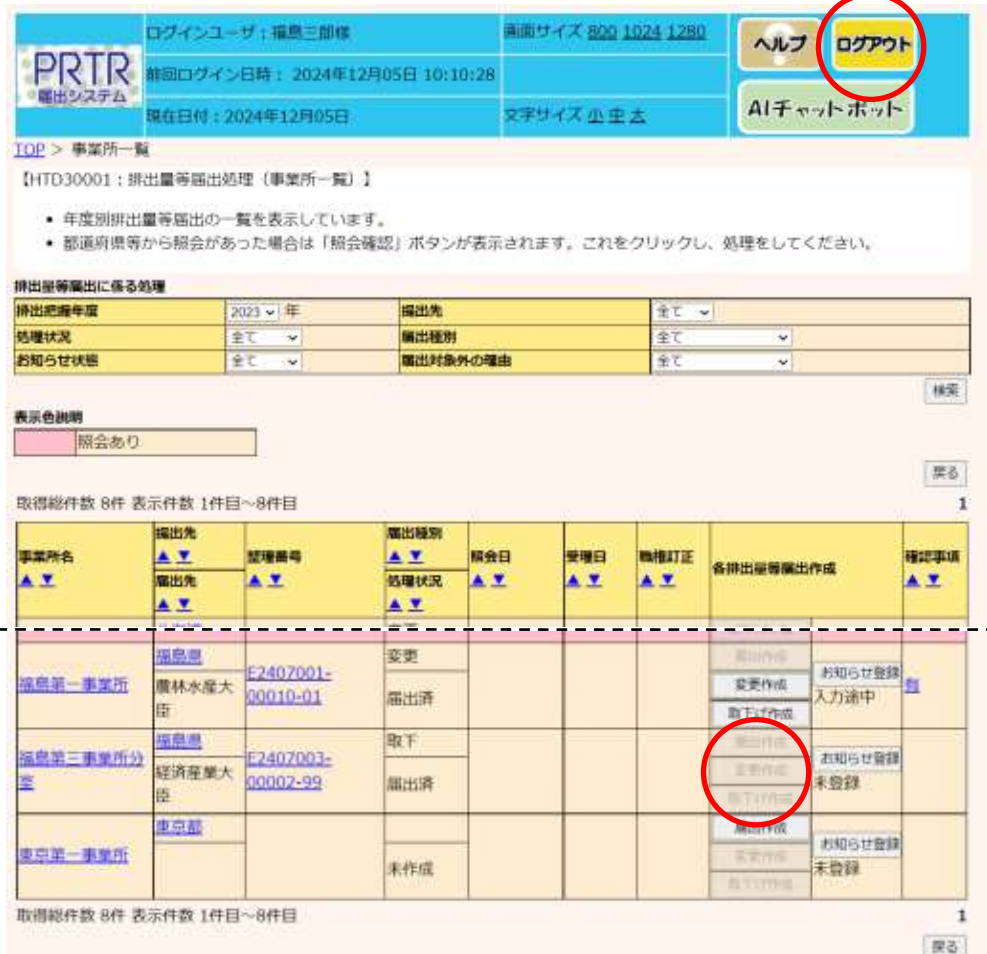 PRTR
届出システム
ログインユーザ：福島三郎様
画面サイズ 800 1024 1280
前回ログイン日時： 2024年12月05日 10:10:28
現在日付：2024年12月05日
文字サイズ 小 中 大
ヘルプ
ログアウト
AIチャットボット
TOP > 事業所一覧
【HTD30001：排出量等届出処理（事業所一覧）】
• 年度別排出量等届出の一覧を表示しています。
• 都道府県等から照会があった場合は「照会確認」ボタンが表示されます。これをクリックし、処理をしてください。
排出量等届出に係る処理
排出把握年度 2023 年 提出先 全て
処理状況 全て 届出種別 全て
お知らせ状態 全て 届出対象外の理由 全て
検索
表示色説明
照会あり
戻る
取得総件数 8件 表示件数 1件目～8件目
1
事業所名 ▲ ▼
提出先 ▲ ▼
届出先 ▲ ▼
整理番号 ▲ ▼
届出種別 ▲ ▼
処理状況 ▲ ▼
照会日 ▲ ▼
受理日 ▲ ▼
職権訂正 ▲ ▼
各排出量等届出作成
確認事項 ▲ ▼
福島第一事業所
福島県
農林水産大臣
E2407001-
00010-01
変更
届出済
届出作成
変更作成
取下げ作成
お知らせ登録
入力途中
有
福島第三事業所分室
福島県
経済産業大臣
E2407003-
00002-99
取下
届出済
届出作成
変更作成
取下げ作成
お知らせ登録
未登録
東京第一事業所
東京都
未作成
届出作成
変更作成
取下げ作成
お知らせ登録
未登録
取得総件数 8件 表示件数 1件目～8件目
1
戻る